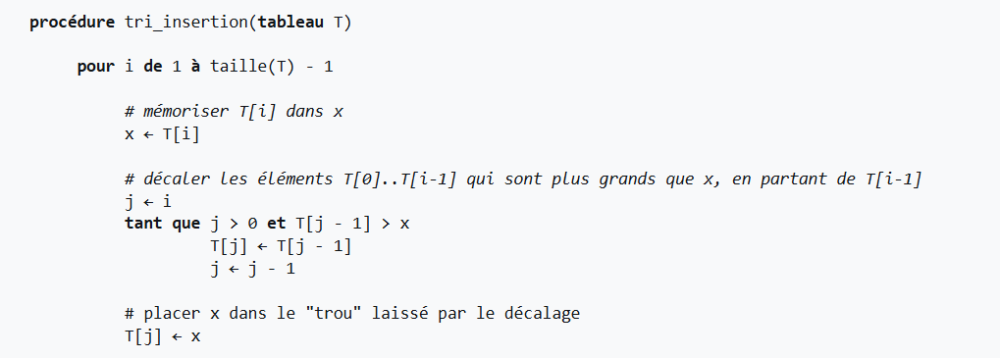 procédure tri_insertion(tableau T)
pour i de 1 à taille(T) - 1
# mémoriser T[i] dans x
x ← T[i]
# décaler les éléments T[0]..T[i-1] qui sont plus grands que x, en partant de T[i-1]
j ← i
tant que j > 0 et T[j - 1] > x
T[j] ← T[j - 1]
j ← j - 1
# placer x dans le "trou" laissé par le décalage
T[j] ← x